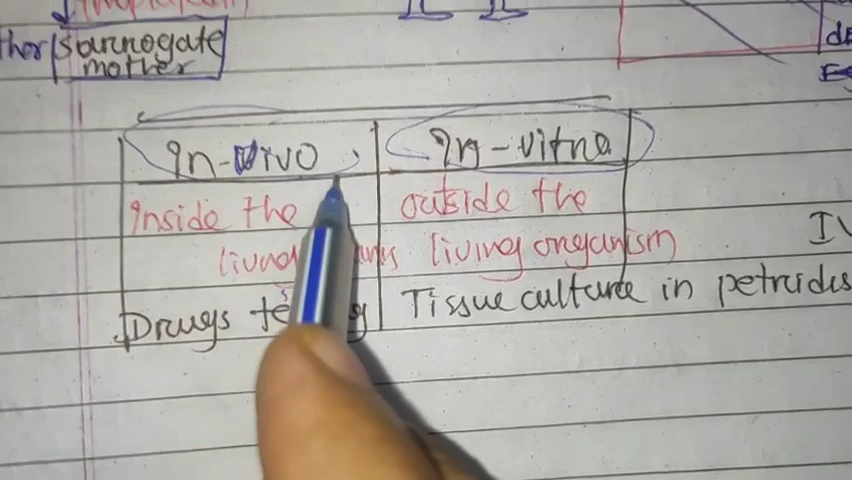 surrogate
mother
In-vivo
In-vitro
Inside the
outside the
living organism
Drugs
Tissue culture in petridis